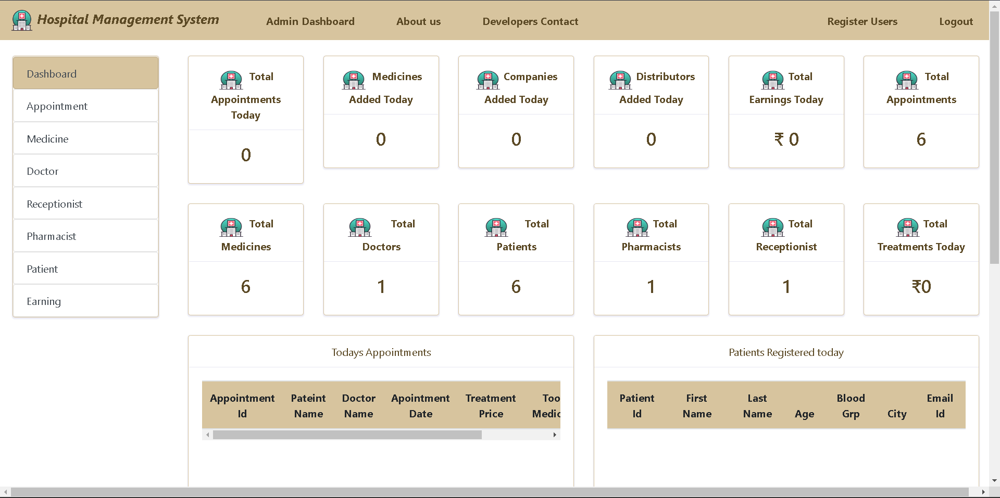 Hospital Management System
Admin Dashboard
About us
Developers Contact
Register Users
Logout
Dashboard
Appointment
Medicine
Doctor
Receptionist
Pharmacist
Patient
Earning
Total
Appointments
Today
0
Medicines
Added Today
0
Companies
Added Today
0
Distributors
Added Today
0
Total
Earnings Today
₹ 0
Total
Appointments
6
Total
Medicines
6
Total
Doctors
1
Total
Patients
6
Total
Pharmacists
1
Total
Receptionist
1
Total
Treatments Today
₹0
Todays Appointments
Appointment
Id
Pateint
Name
Doctor
Name
Apointment
Date
Treatment
Price
Too
Medic
Patients Registered today
Patient
Id
First
Name
Last
Name
Age
Blood
Grp
City
Email
Id